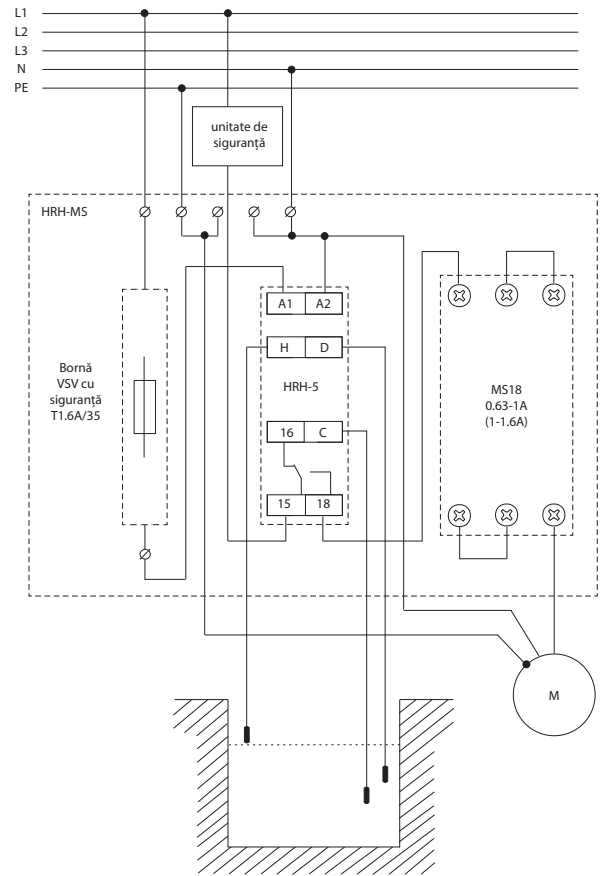 L1
L2
L3
N
PE
unitate de
siguranță
HRH-MS
A1 A2
H D
HRH-5
16 C
15 18
Bornă
VSV cu
siguranță
T1.6A/35
MS18
0.63-1A
(1-1.6A)
M